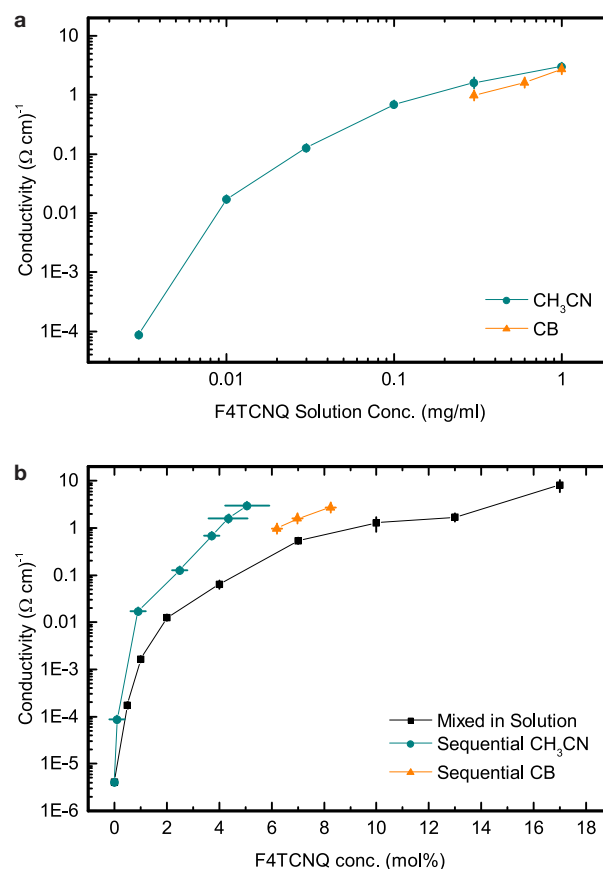 a
10
1
0.1
0.01
1E-3
1E-4
Conductivity (Ω cm)⁻¹
CH₃CN
CB
0.01
0.1
1
F4TCNQ Solution Conc. (mg/ml)
b
10
1
0.1
0.01
1E-3
1E-4
1E-5
1E-6
Conductivity (Ω cm)⁻¹
Mixed in Solution
Sequential CH₃CN
Sequential CB
0 2 4 6 8 10 12 14 16 18
F4TCNQ conc. (mol%)